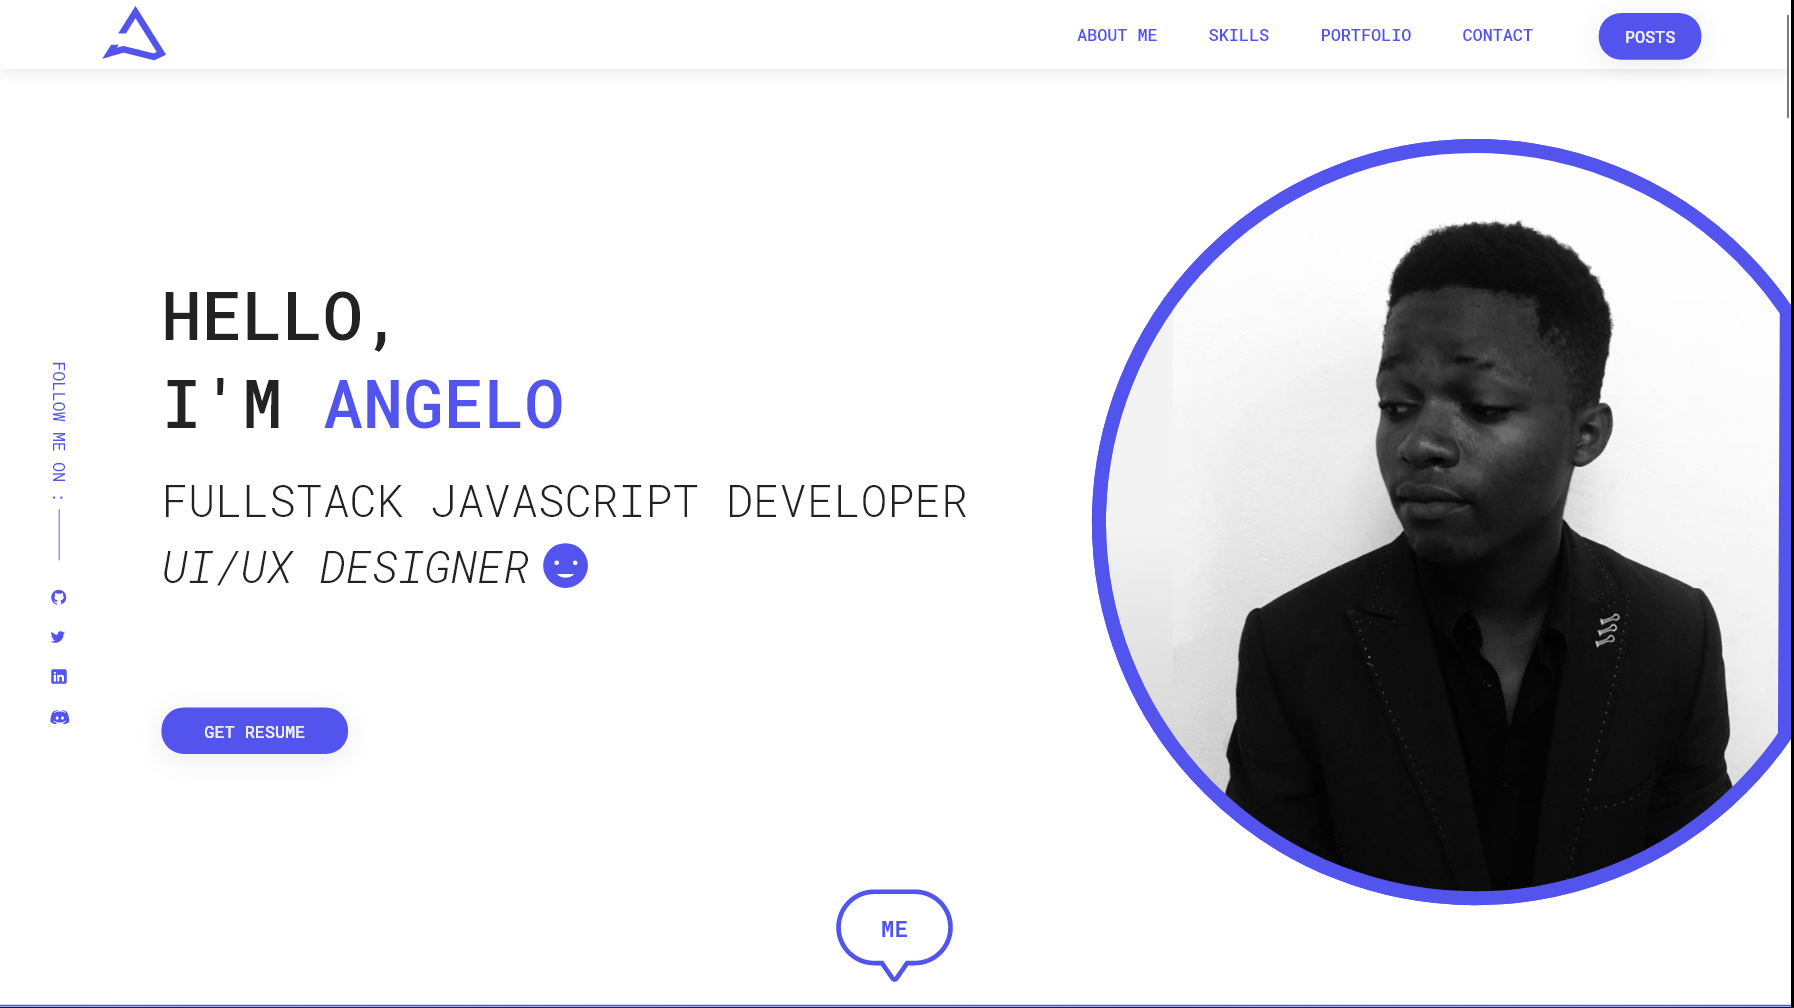 ABOUT ME
SKILLS
PORTFOLIO
CONTACT
POSTS
HELLO,
I'M ANGELO
FULLSTACK JAVASCRIPT DEVELOPER
UI/UX DESIGNER
FOLLOW ME ON :
GET RESUME
ME